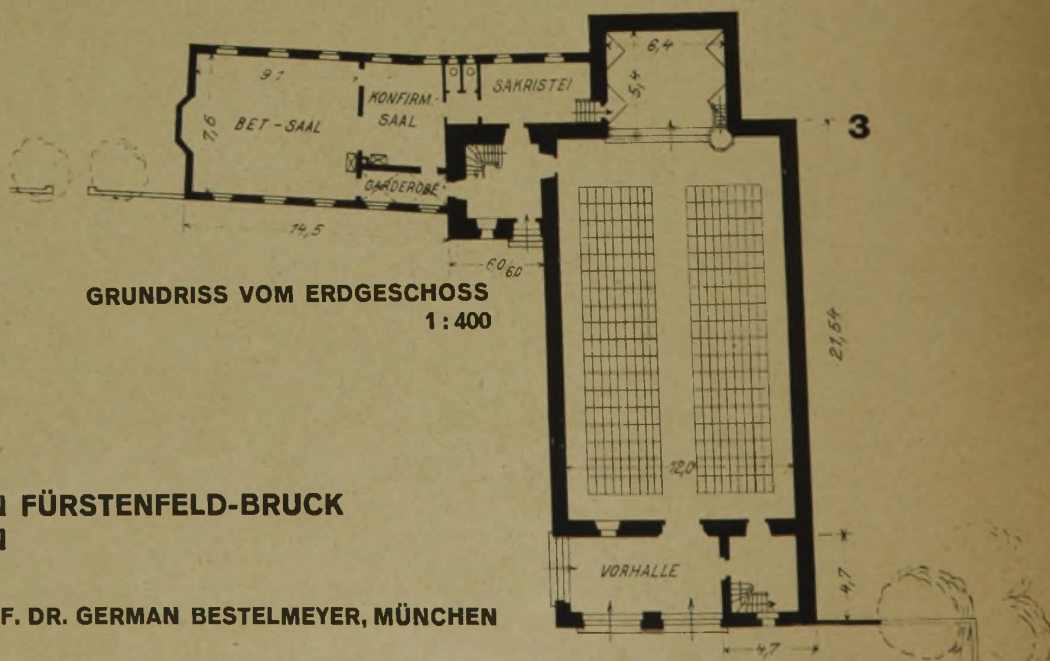 6,4
5,4
9 1
7,6
BET-SAAL
KONFIRM.-
SAAL
SAKRISTEI
GARDEROBE
14,5
6,0
6,0
3
GRUNDRISS VOM ERDGESCHOSS
1 : 400
21,54
12,0
N FÜRSTENFELD-BRUCK
N
VORHALLE
4,7
4,7
F. DR. GERMAN BESTELMEYER, MÜNCHEN